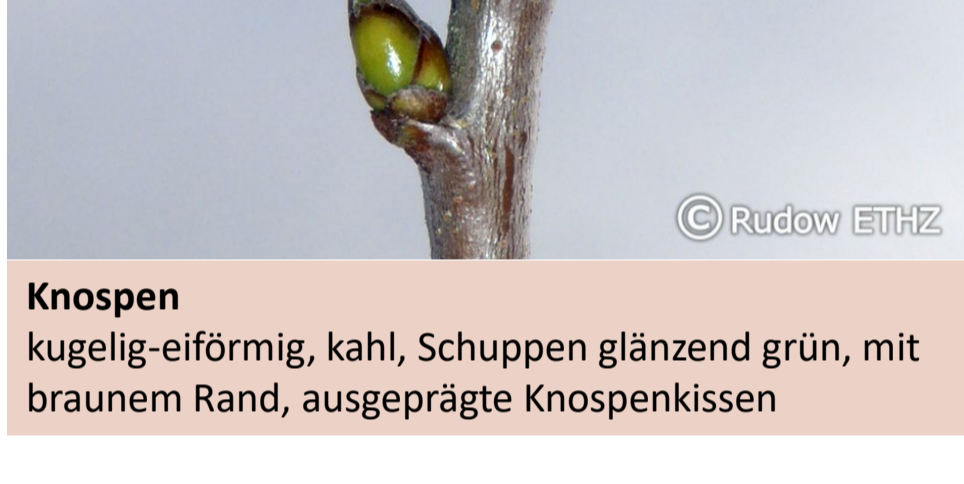 © Rudow ETHZ
Knospen
kugelig-eiförmig, kahl, Schuppen glänzend grün, mit
braunem Rand, ausgeprägte Knospenkissen